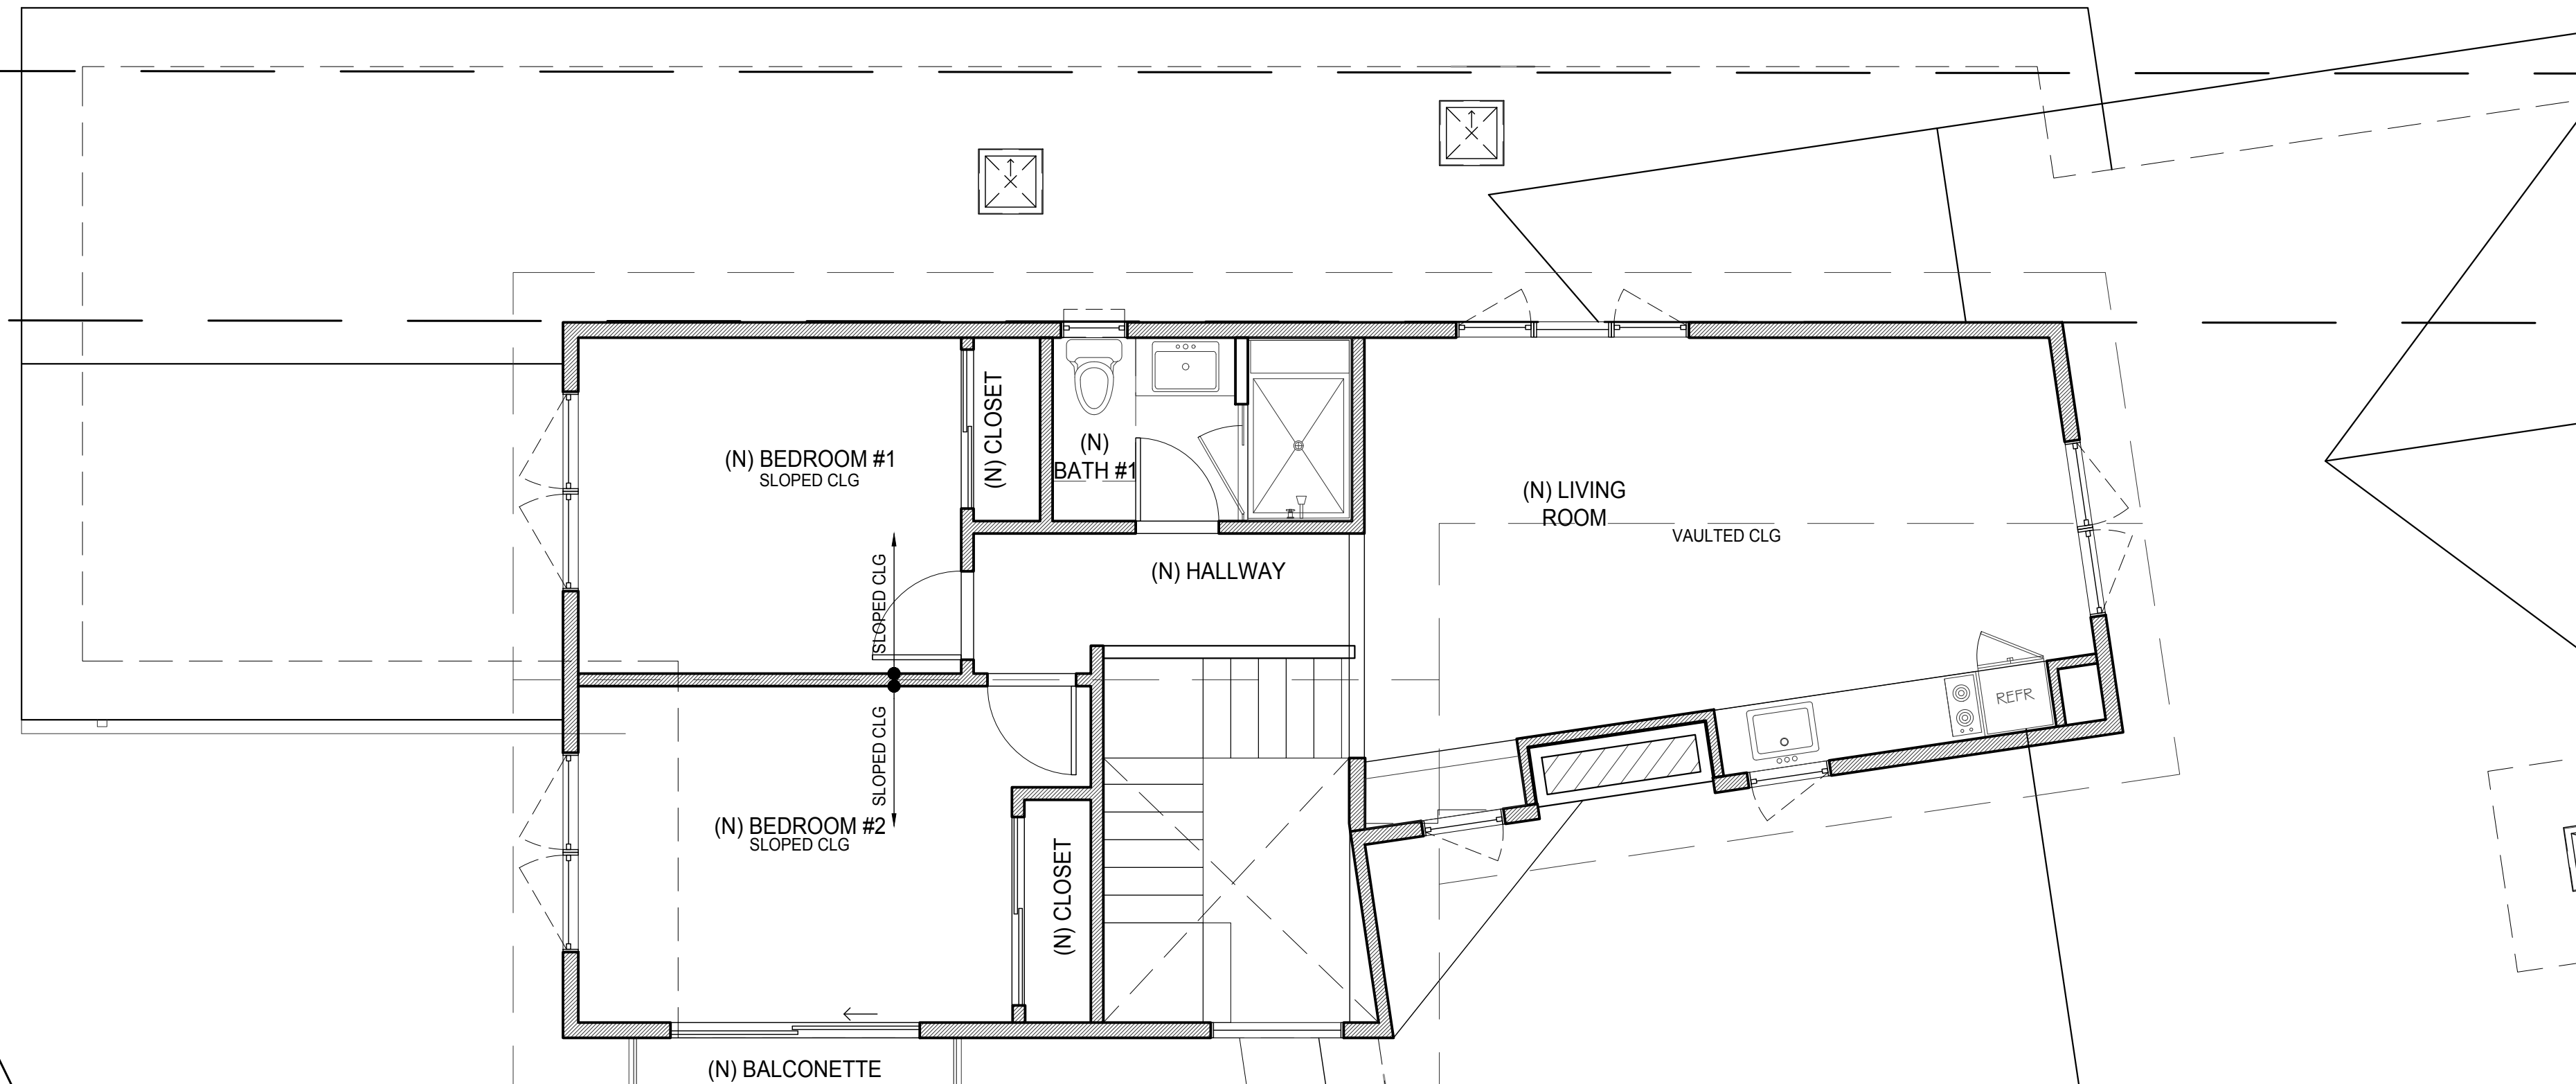 (N) CLOSET
(N)
BATH #1
(N) BEDROOM #1
SLOPED CLG
(N) LIVING
ROOM
VAULTED CLG
SLOPED CLG
(N) HALLWAY
REFR
SLOPED CLG
(N) BEDROOM #2
SLOPED CLG
(N) CLOSET
(N) BALCONETTE